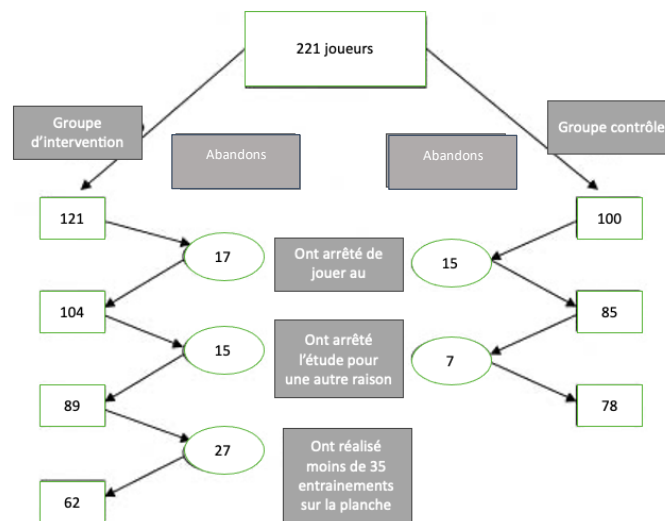 221 joueurs
Groupe
d'intervention
Groupe contrôle
Abandons
Abandons
121
100
17
Ont arrêté de
jouer au
15
104
85
15
Ont arrêté
l'étude pour
une autre raison
7
89
78
27
Ont réalisé
moins de 35
entrainements
sur la planche
62